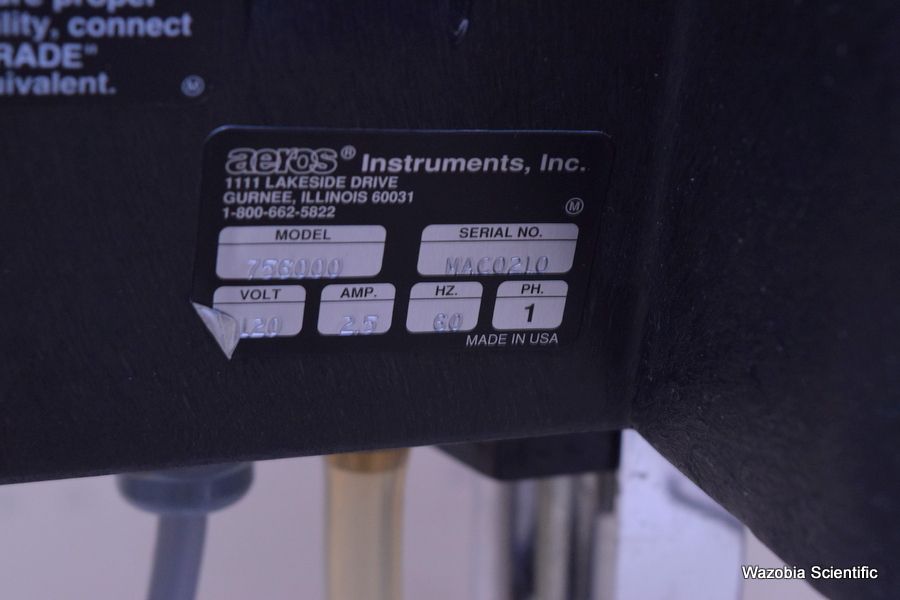 ure proper
ility, connect
RADE"
uivalent.
M
aeros® Instruments, Inc.
1111 LAKESIDE DRIVE
GURNEE, ILLINOIS 60031
1-800-662-5822
M
MODEL
756000
SERIAL NO.
MAC0210
VOLT
120
AMP.
2.5
HZ.
60
PH.
1
MADE IN USA
Wazobia Scientific